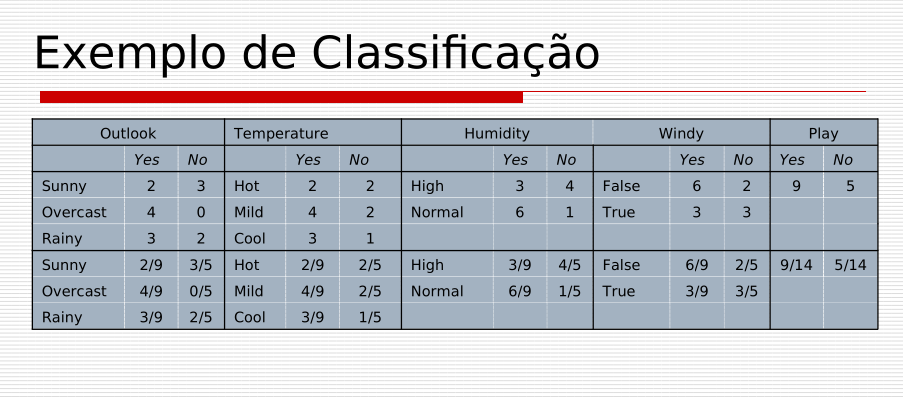 Exemplo de Classificação
Outlook Temperature Humidity Windy Play
Yes No Yes No Yes No Yes No Yes No
Sunny 2 3 Hot 2 2 High 3 4 False 6 2 9 5
Overcast 4 0 Mild 4 2 Normal 6 1 True 3 3
Rainy 3 2 Cool 3 1
Sunny 2/9 3/5 Hot 2/9 2/5 High 3/9 4/5 False 6/9 2/5 9/14 5/14
Overcast 4/9 0/5 Mild 4/9 2/5 Normal 6/9 1/5 True 3/9 3/5
Rainy 3/9 2/5 Cool 3/9 1/5